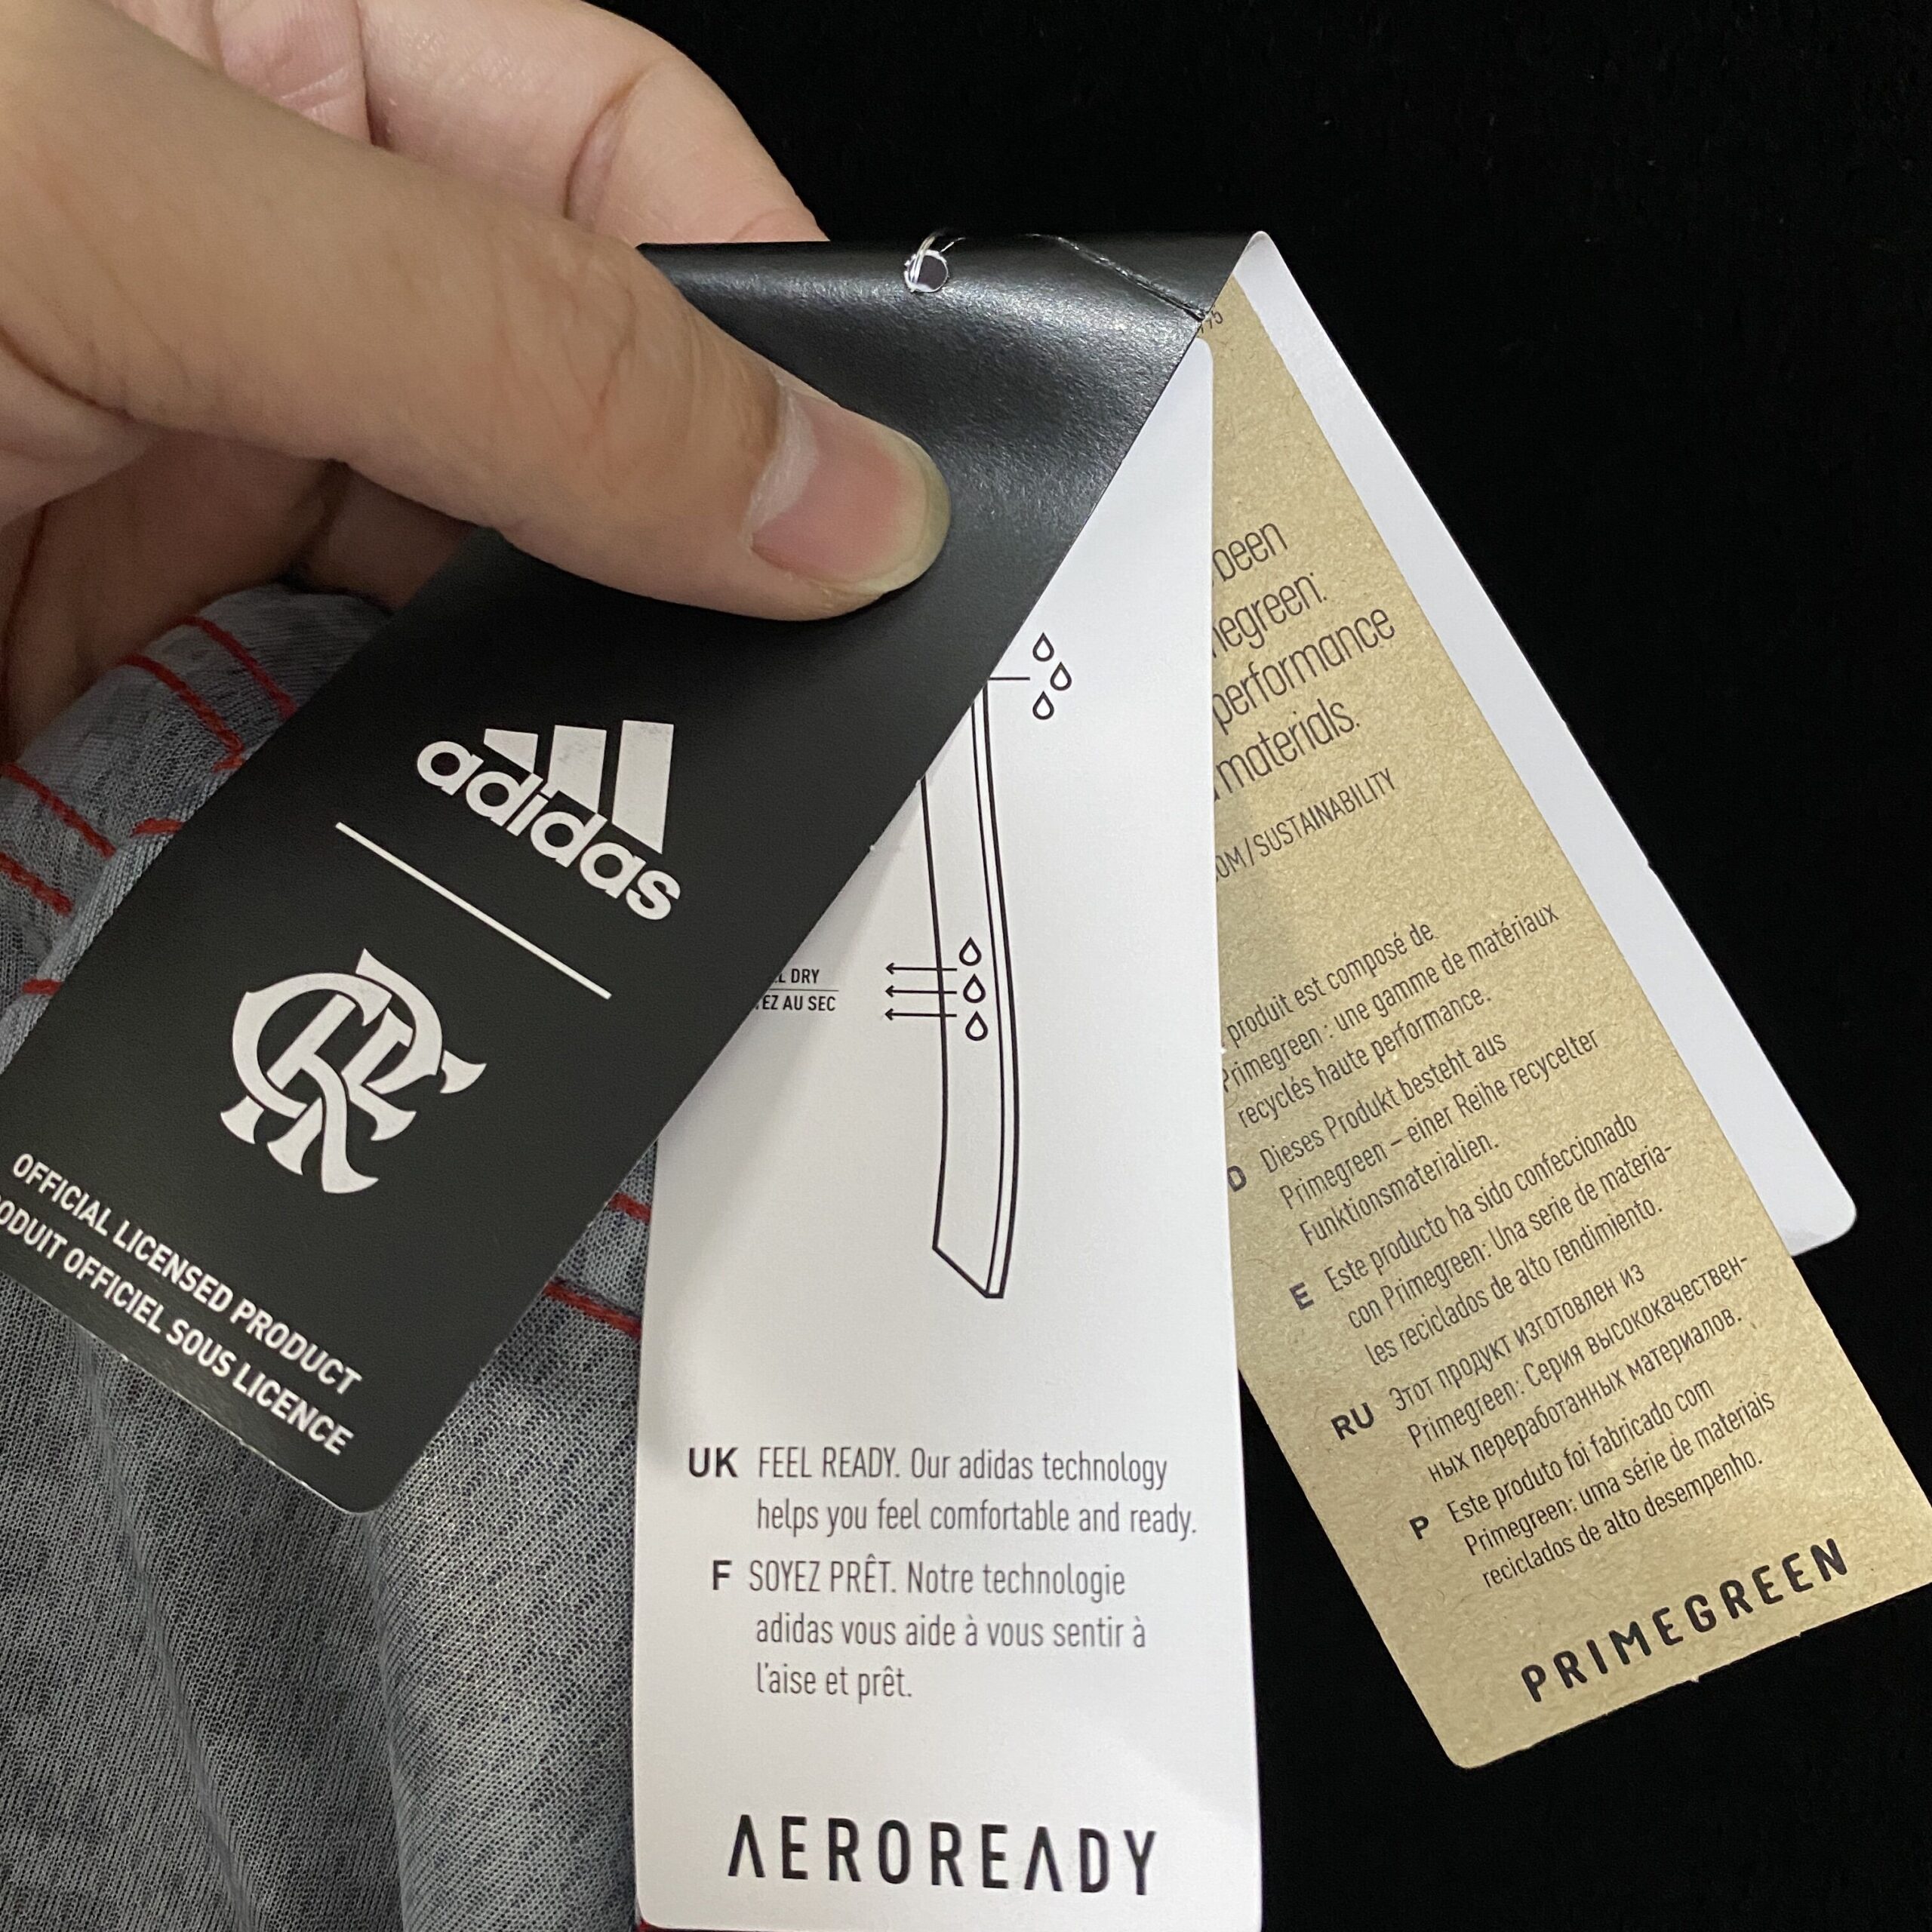 adidas
CRF
OFFICIAL LICENSED PRODUCT
OFFICIEL SOUS LICENCE
DRY
AU SEC
UK FEEL READY. Our adidas technology
helps you feel comfortable and ready.
F SOYEZ PRÊT. Notre technologie
adidas vous aide à vous sentir à
l'aise et prêt.
AEROREADY
been
performance
materials.
/SUSTAINABILITY
produit est composé de
Primegreen : une gamme de matériaux
recyclés haute performance.
D Dieses Produkt besteht aus
Primegreen – einer Reihe recycelter
Funktionsmaterialien.
E Este producto ha sido confeccionado
con Primegreen: Una serie de materia-
les reciclados de alto rendimiento.
RU Этот продукт изготовлен из
Primegreen: Серия высококачествен-
ных переработанных материалов.
P Este produto foi fabricado com
Primegreen: uma série de materiais
reciclados de alto desempenho.
PRIMEGREEN